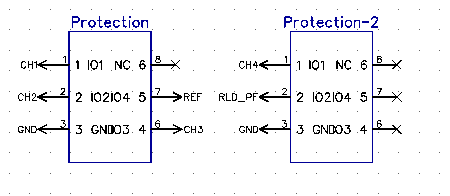 Protection Protection-2
CH1 1 1 IO1 NC 6 8 CH4 1 1 IO1 NC 6 8
CH2 2 2 IO2IO4 5 7 REF RLD_PF 2 2 IO2IO4 5 7
GND 3 3 GNDIO3 4 6 CH3 GND 3 3 GNDIO3 4 6